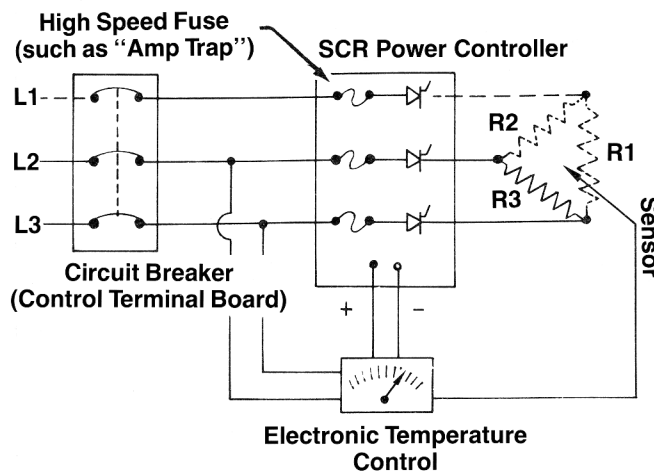 High Speed Fuse
(such as "Amp Trap")
SCR Power Controller
L1
L2
L3
R2
R1
R3
Sensor
Circuit Breaker
(Control Terminal Board)
+
−
Electronic Temperature
Control